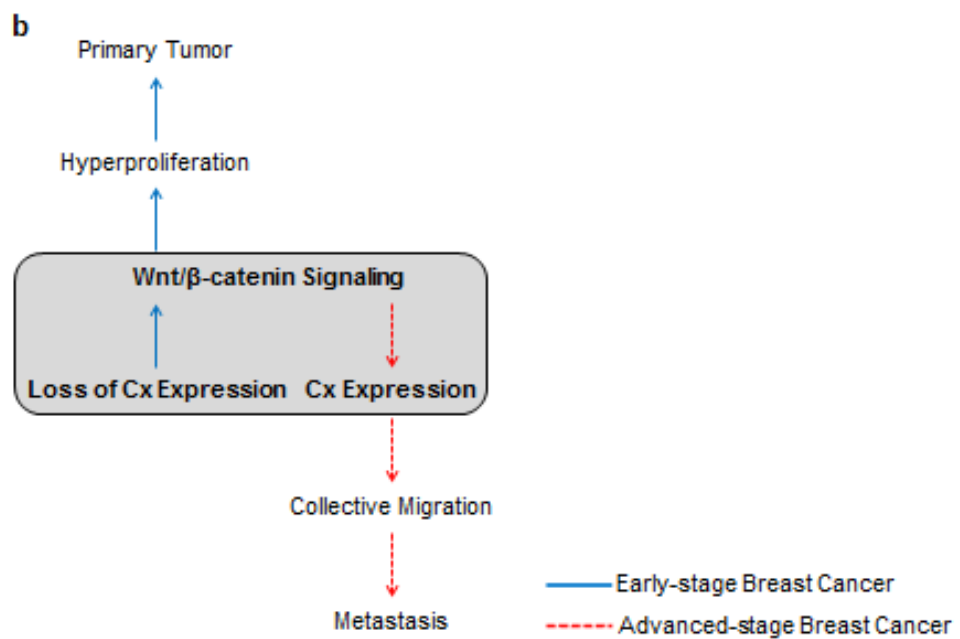 b
Primary Tumor
Hyperproliferation
Wnt/β-catenin Signaling
Loss of Cx Expression
Cx Expression
Collective Migration
Metastasis
Early-stage Breast Cancer
Advanced-stage Breast Cancer